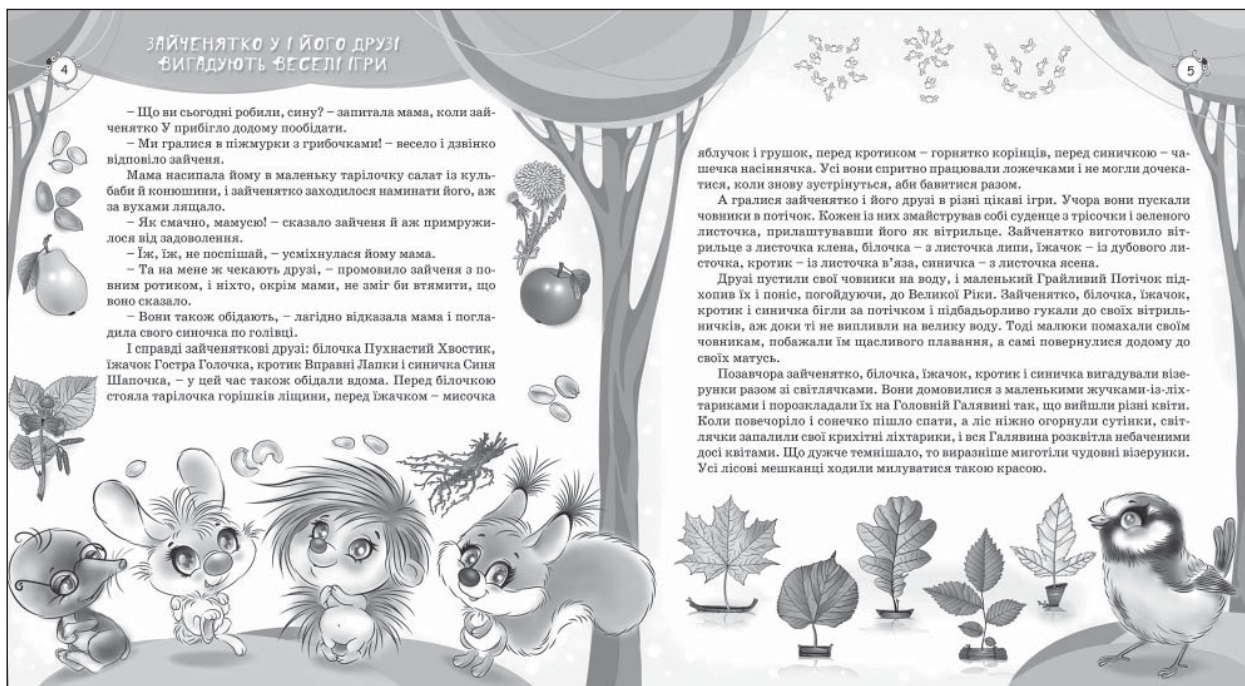 ЗАЙЧЕНЯТКО У І ЙОГО ДРУЗІ
ВИГАДУЮТЬ ВЕСЕЛІ ІГРИ
4
– Що ви сьогодні робили, сину? – запитала мама, коли зай-
ченятко У прибігло додому пообідати.
– Ми гралися в піжмурки з грибочками! – весело і дзвінко
відповіло зайченя.
Мама насипала йому в маленьку тарілочку салат із куль-
баби й конюшини, і зайченятко заходилося наминати його, аж
за вухами лящало.
– Як смачно, мамусю! – сказало зайченя й аж примружи-
лося від задоволення.
– Їж, їж, не поспішай, – усміхнулася йому мама.
– Та на мене ж чекають друзі, – промовило зайченя з по-
вним ротиком, і ніхто, окрім мами, не зміг би втямити, що
воно сказало.
– Вони також обідають, – лагідно відказала мама і погла-
дила свого синочка по голівці.
І справді зайченяткові друзі: білочка Пухнастий Хвостик,
їжачок Гостра Голочка, кротик Вправні Лапки і синичка Синя
Шапочка, – у цей час також обідали вдома. Перед білочкою
стояла тарілочка горішків ліщини, перед їжачком – мисочка
5
яблучок і грушок, перед кротиком – горнятко корінців, перед синичкою – ча-
шечка насіннячка. Усі вони спритно працювали ложечками і не могли дочека-
тися, коли знову зустрінуться, аби бавитися разом.
А гралися зайченятко і його друзі в різні цікаві ігри. Учора вони пускали
човники в потічок. Кожен із них змайстрував собі суденце з трісочки і зеленого
листочка, прилаштувавши його як вітрильце. Зайченятко виготовило віт-
рильце з листочка клена, білочка – з листочка липи, їжачок – із дубового ли-
сточка, кротик – із листочка в’яза, синичка – з листочка ясена.
Друзі пустили свої човники на воду, і маленький Грайливий Потічок під-
хопив їх і поніс, погойдуючи, до Великої Ріки. Зайченятко, білочка, їжачок,
кротик і синичка бігли за потічком і підбадьорливо гукали до своїх вітриль-
ничків, аж доки ті не випливли на велику воду. Тоді малюки помахали своїм
човникам, побажали їм щасливого плавання, а самі повернулися додому до
своїх матусь.
Позавчора зайченятко, білочка, їжачок, кротик і синичка вигадували візе-
рунки разом зі світлячками. Вони домовилися з маленькими жучками-із-ліх-
тариками і порозкладали їх на Головній Галявині так, що вийшли різні квіти.
Коли повечоріло і сонечко пішло спати, а ліс ніжно огорнули сутінки, світ-
лячки запалили свої крихітні ліхтарики, і вся Галявина розквітла небаченими
досі квітами. Що дужче темнішало, то виразніше миготіли чудовні візерунки.
Усі лісові мешканці ходили милуватися такою красою.